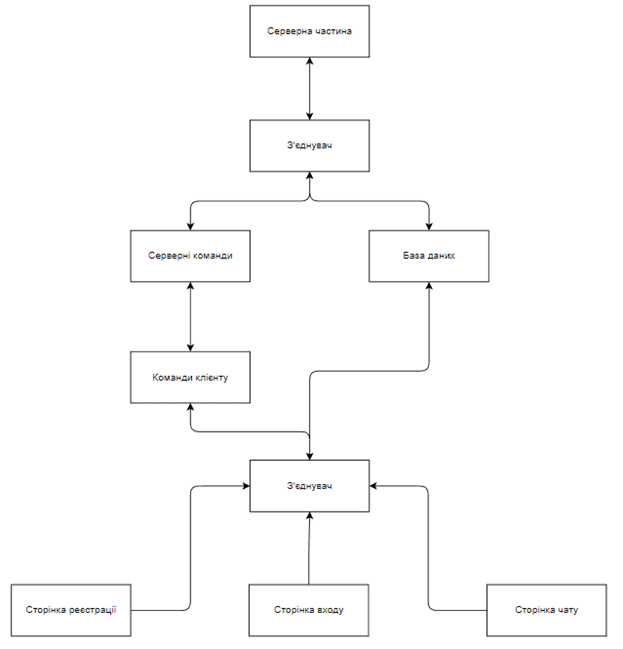 Серверна частина
З'єднувач
Серверні команди
База даних
Команди клієнту
З'єднувач
Сторінка реєстрації
Сторінка входу
Сторінка чату